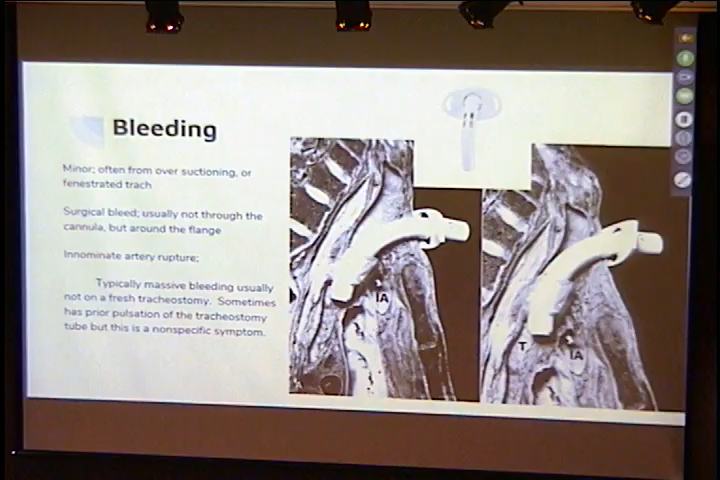 Bleeding
Minor; often from over suctioning, or
fenestrated trach
Surgical bleed; usually not through the
cannula, but around the flange
Innominate artery rupture;
Typically massive bleeding usually
not on a fresh tracheostomy. Sometimes
has prior pulsation of the tracheostomy
tube but this is a nonspecific symptom.
IA
T
IA